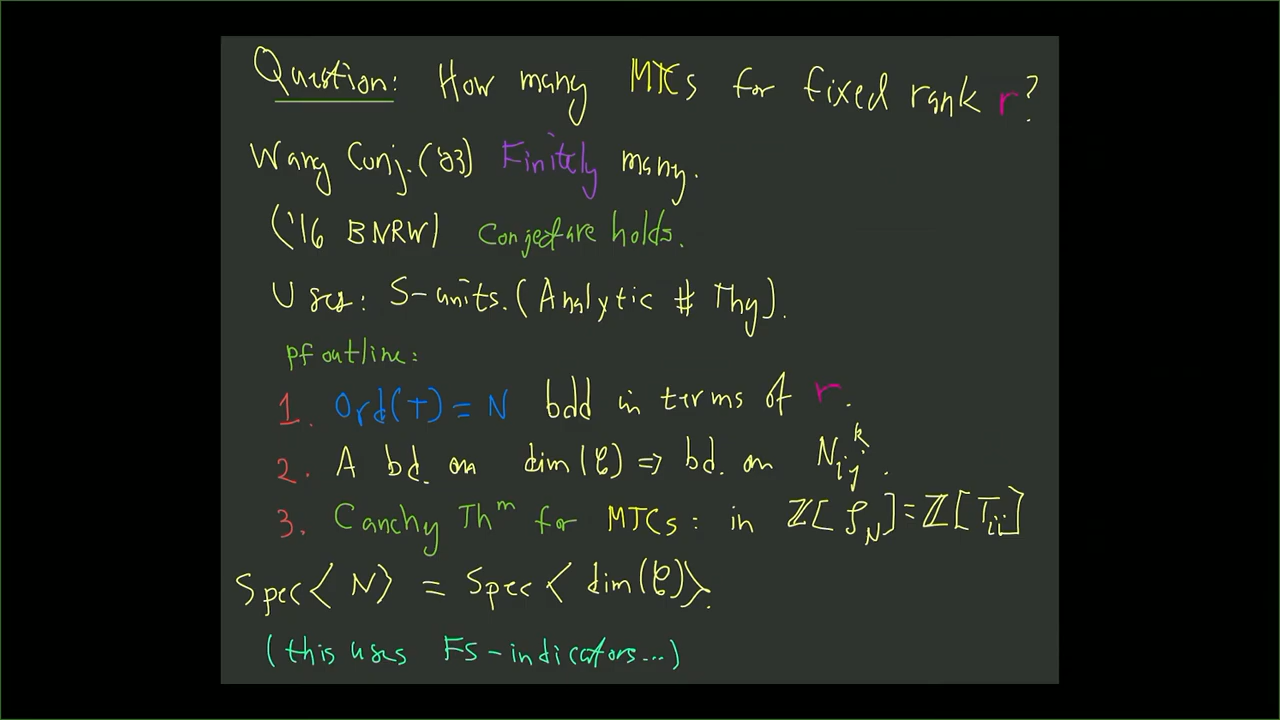 Question: How many MTCs for fixed rank r?
Wang Conj. ('03) Finitely many.
('16 BNRW) Conjecture holds.
Uses: S-units. (Analytic # Thy).
pf outline:
1. Ord(T) = N bdd in terms of r.
2. A bd. on dim(ℰ) ⇒ bd. on N_{ij}^k.
3. Cauchy Th^m for MTCs: in ℤ[ζ_N] = ℤ[T_{ii}]
Spec⟨N⟩ = Spec⟨dim(ℰ)⟩.
(this uses FS-indicators...)